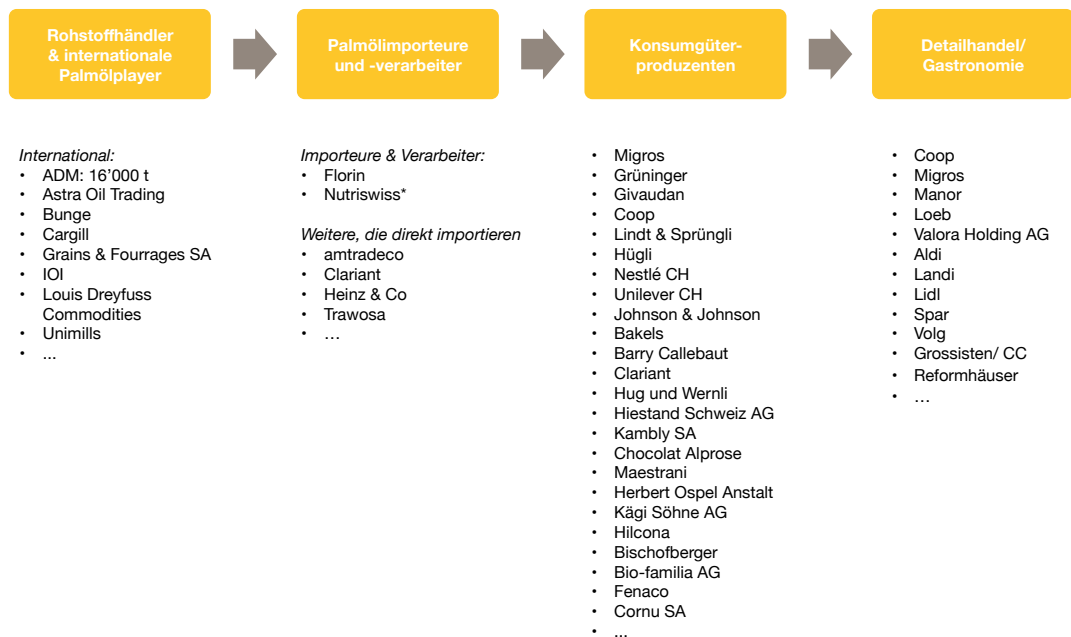 Rohstoffhändler
& internationale
Palmölplayer
Palmölimporteure
und -verarbeiter
Konsumgüter-
produzenten
Detailhandel/
Gastronomie
International:
• ADM: 16’000 t
• Astra Oil Trading
• Bunge
• Cargill
• Grains & Fourrages SA
• IOI
• Louis Dreyfuss
Commodities
• Unimills
• ...
Importeure & Verarbeiter:
• Florin
• Nutriswiss*
Weitere, die direkt importieren
• amtradeco
• Clariant
• Heinz & Co
• Trawosa
• …
• Migros
• Grüninger
• Givaudan
• Coop
• Lindt & Sprüngli
• Hügli
• Nestlé CH
• Unilever CH
• Johnson & Johnson
• Bakels
• Barry Callebaut
• Clariant
• Hug und Wernli
• Hiestand Schweiz AG
• Kambly SA
• Chocolat Alprose
• Maestrani
• Herbert Ospel Anstalt
• Kägi Söhne AG
• Hilcona
• Bischofberger
• Bio-familia AG
• Fenaco
• Cornu SA
• ...
• Coop
• Migros
• Manor
• Loeb
• Valora Holding AG
• Aldi
• Landi
• Lidl
• Spar
• Volg
• Grossisten/ CC
• Reformhäuser
• …